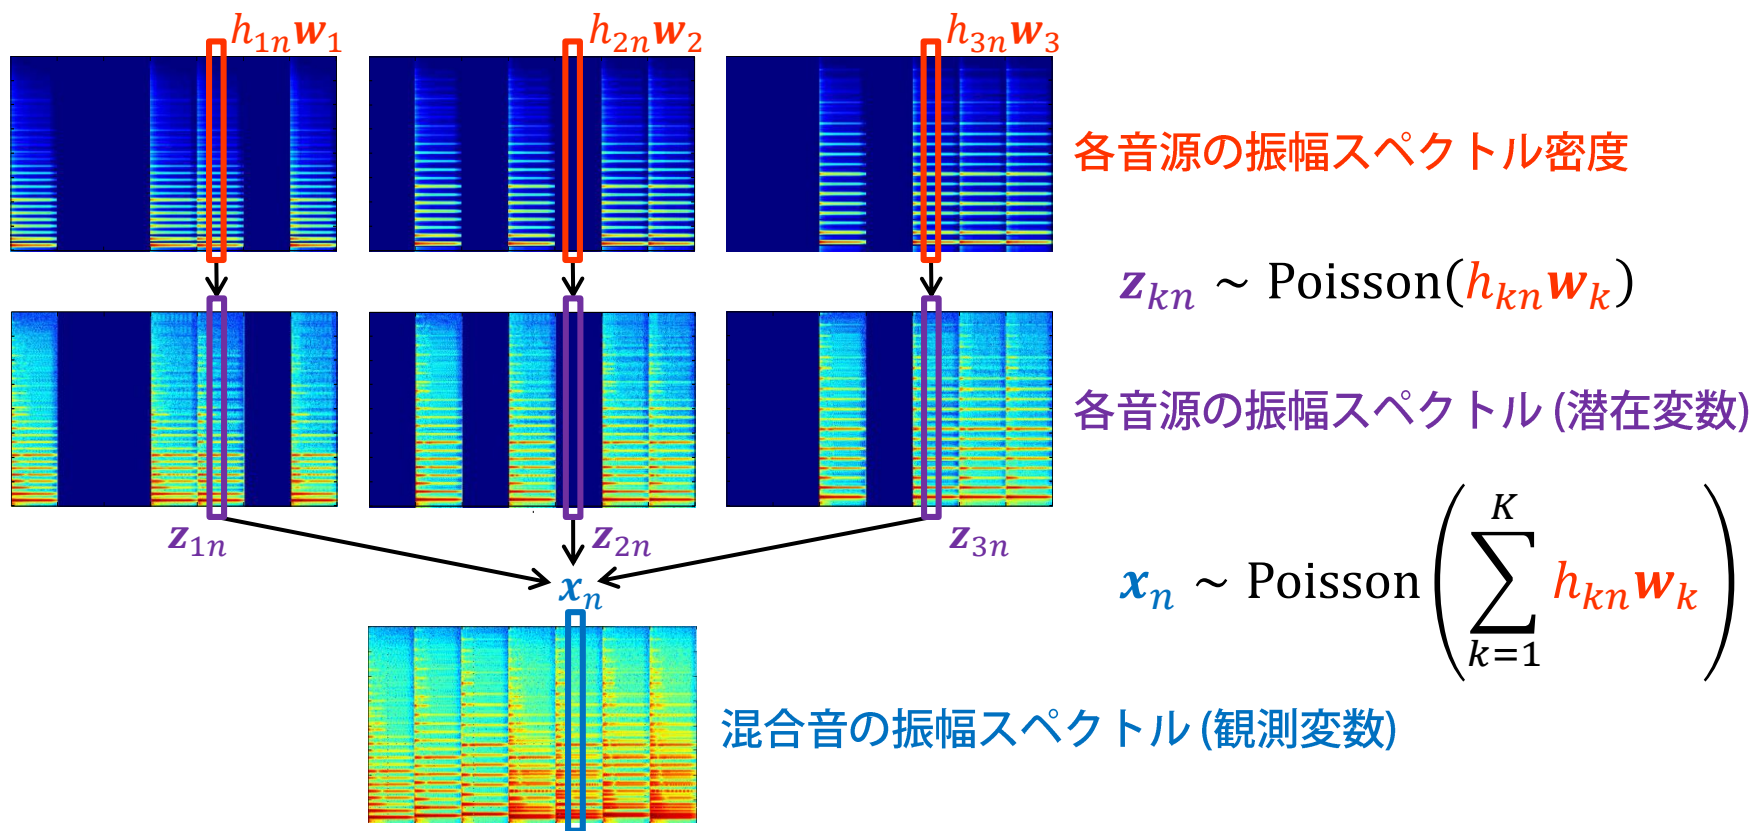 h₁ₙw₁ h₂ₙw₂ h₃ₙw₃
各音源の振幅スペクトル密度
zₖₙ ~ Poisson(hₖₙwₖ)
各音源の振幅スペクトル (潜在変数)
z₁ₙ z₂ₙ z₃ₙ
xₙ
xₙ ~ Poisson(∑ₖ₌₁ᴷ hₖₙwₖ)
混合音の振幅スペクトル (観測変数)